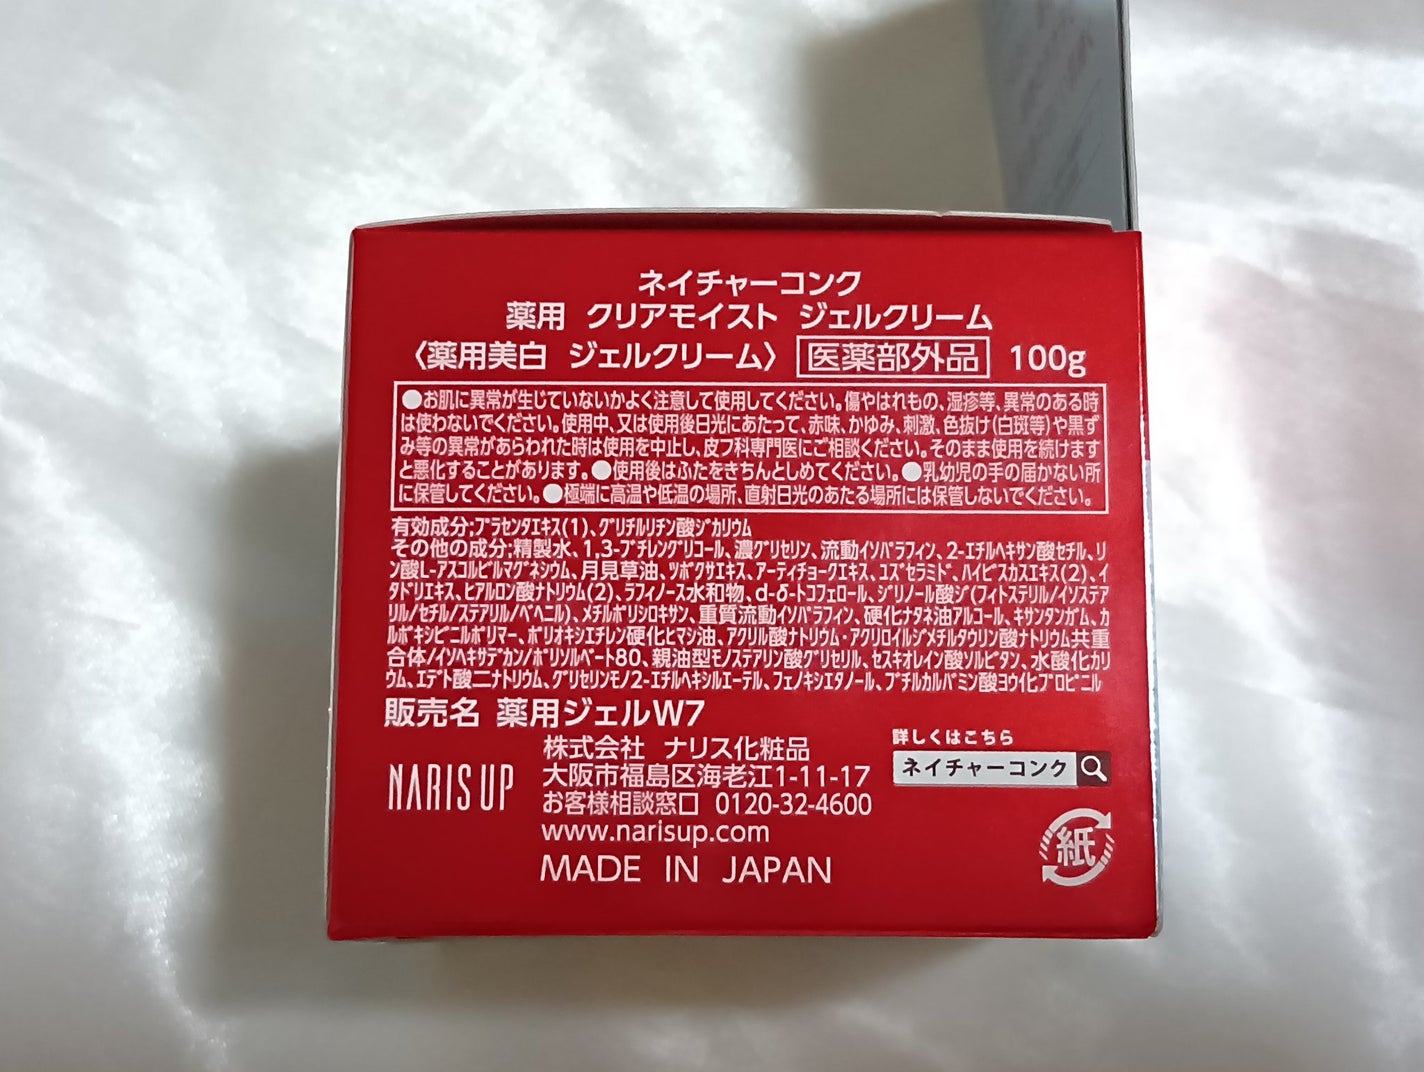 ネイチャーコンク
薬用 クリアモイスト ジェルクリーム
〈薬用美白 ジェルクリーム〉 医薬部外品 100g
●お肌に異常が生じていないかよく注意して使用してください。傷やはれもの、湿疹等、異常のある時
は使わないでください。使用中、又は使用後日光にあたって、赤味、かゆみ、刺激、色抜け(白斑等)や黒ず
み等の異常があらわれた時は使用を中止し、皮フ科専門医にご相談ください。そのまま使用を続けます
と悪化することがあります。●使用後はふたをきちんとしめてください。●乳幼児の手の届かない所
に保管してください。●極端に高温や低温の場所、直射日光のあたる場所には保管しないでください。
有効成分;プラセンタエキス(1)、グリチルリチン酸ジカリウム
その他の成分;精製水、1,3-ブチレングリコール、濃グリセリン、流動イソパラフィン、2-エチルヘキサン酸セチル、リ
ン酸L-アスコルビルマグネシウム、月見草油、ツボクサエキス、アーティチョークエキス、ユズセラミド、ハイビスカスエキス(2)、イ
タドリエキス、ヒアルロン酸ナトリウム(2)、ラフィノース水和物、d-δ-トコフェロール、ジリノール酸ジ(フィトステリル/イソステア
リル/セチル/ステアリル/ベヘニル)、メチルポリシロキサン、重質流動イソパラフィン、硬化ナタネ油アルコール、キサンタンガム、カ
ルボキシビニルポリマー、ポリオキシエチレン硬化ヒマシ油、アクリル酸ナトリウム・アクリロイルジメチルタウリン酸ナトリウム共重
合体/イソヘキサデカン/ポリソルベート80、親油型モノステアリン酸グリセリル、セスキオレイン酸ソルビタン、水酸化カリ
ウム、エデト酸二ナトリウム、グリセリンモノ2-エチルヘキシルエーテル、フェノキシエタノール、ブチルカルバミン酸ヨウ化プロピニル
販売名 薬用ジェルW7
NARIS UP
株式会社 ナリス化粧品
大阪市福島区海老江1-11-17
お客様相談窓口 0120-32-4600
www.narisup.com
MADE IN JAPAN
詳しくはこちら
ネイチャーコンク
紙